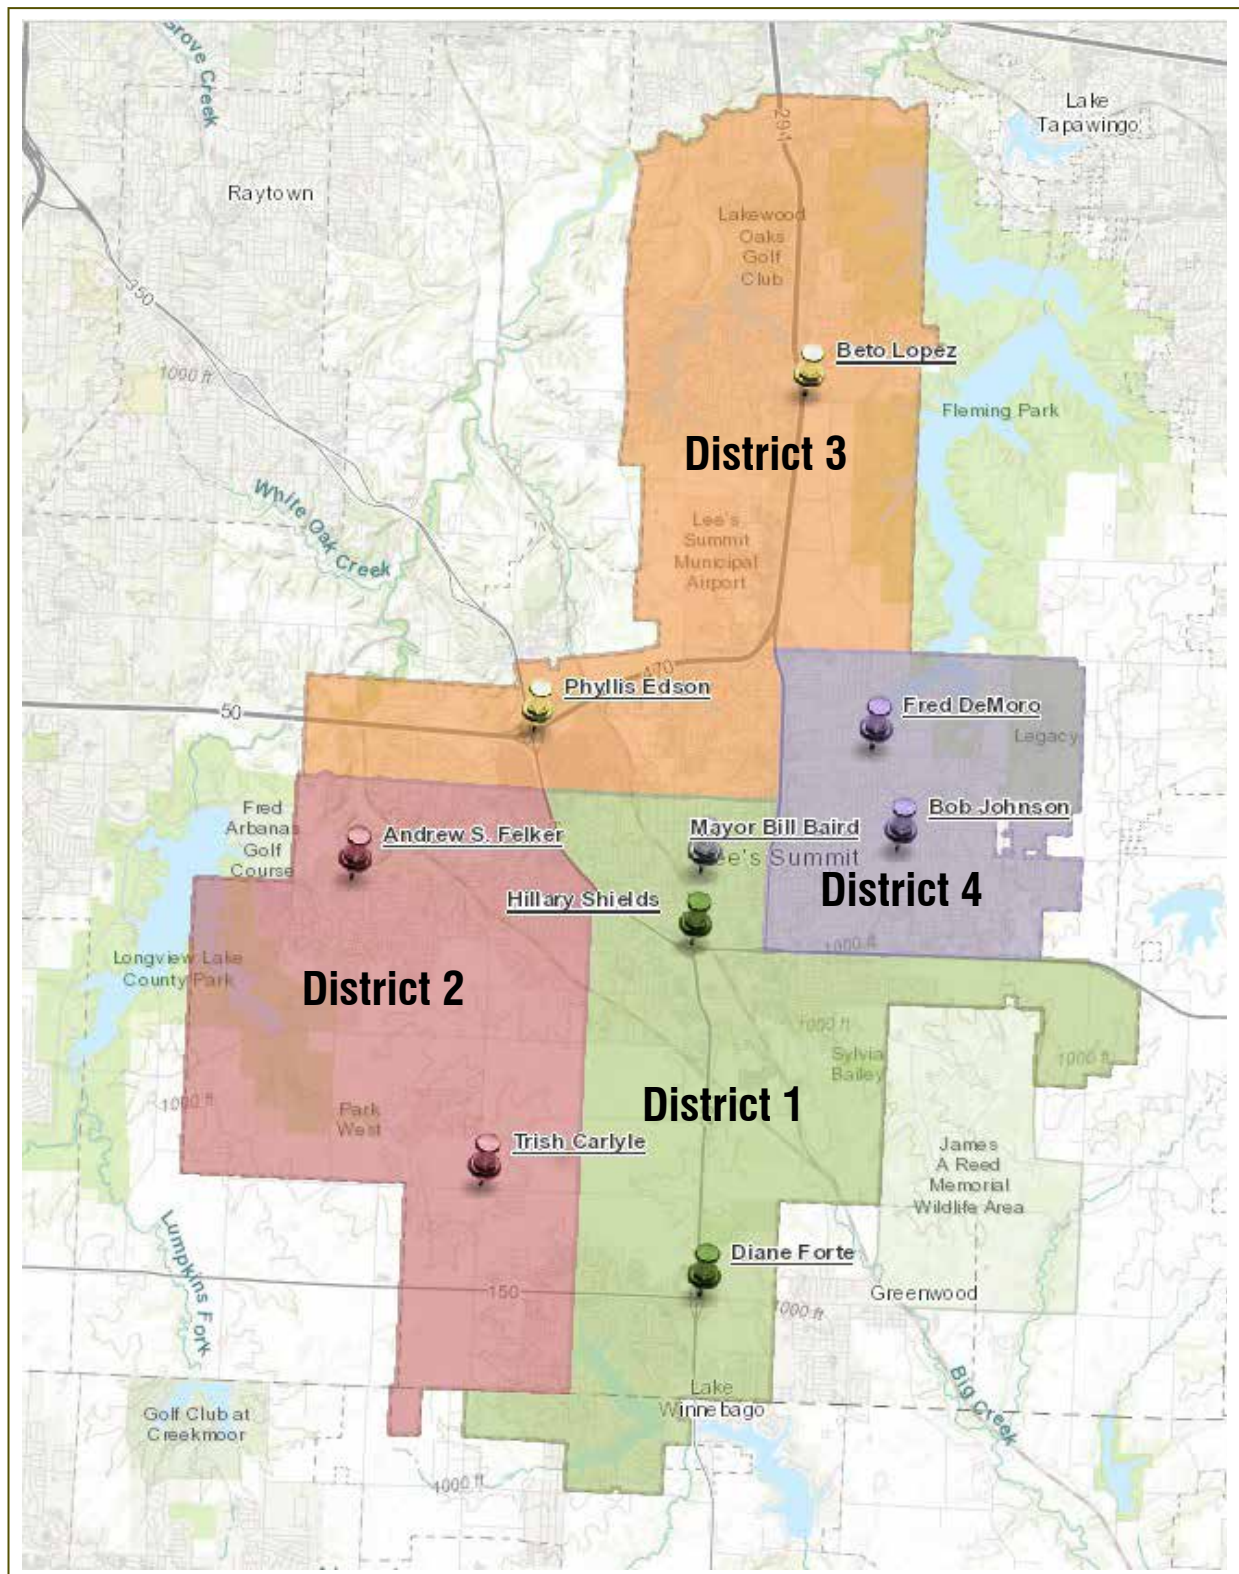 Grove Creek
291
Lake
Tapawingo
Raytown
Lakewood
Oaks
Golf
Club
350
Beto Lopez
1000 ft
Fleming Park
District 3
White Oak Creek
Lee's
Summit
Municipal
Airport
470
Phyllis Edson
50
Fred DeMoro
Legacy
Fred
Arbanas
Golf
Course
Andrew S. Felker
Mayor Bill Baird
Lee's Summit
Bob Johnson
Hillary Shields
District 4
1000 ft
Longview Lake
County Park
District 2
1000 ft
Sylvia
Bailey
1000 ft
1000 ft
Park
West
District 1
Trish Carlyle
James
A Reed
Memorial
Wildlife Area
Lumpkins Fork
Diane Forte
150
Greenwood
1000 ft
Lake
Winnebago
Big Creek
Golf Club at
Creekmoor
1000 ft